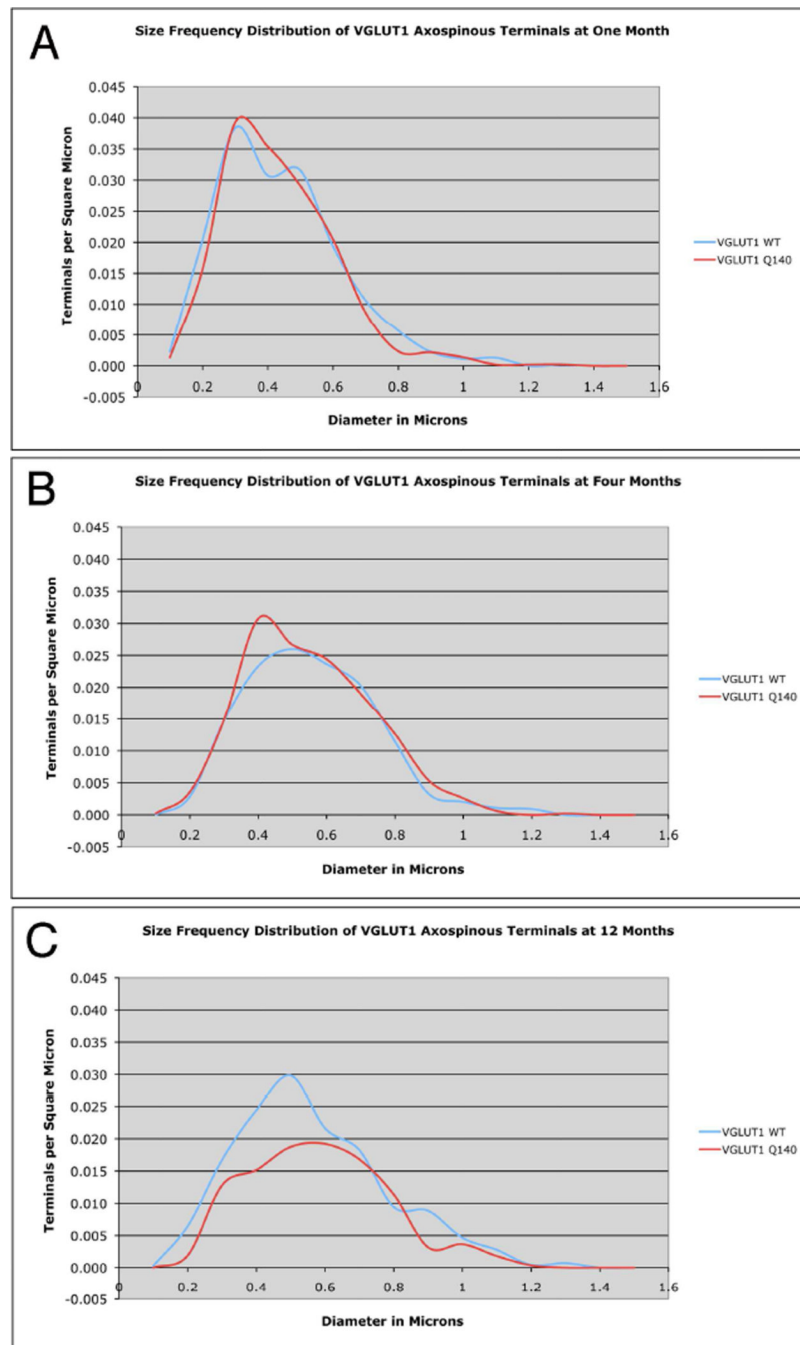 A
Size Frequency Distribution of VGLUT1 Axospinous Terminals at One Month
Terminals per Square Micron
0.045
0.040
0.035
0.030
0.025
0.020
0.015
0.010
0.005
0.000
-0.005
0 0.2 0.4 0.6 0.8 1 1.2 1.4 1.6
Diameter in Microns
VGLUT1 WT
VGLUT1 Q140
B
Size Frequency Distribution of VGLUT1 Axospinous Terminals at Four Months
Terminals per Square Micron
0.045
0.040
0.035
0.030
0.025
0.020
0.015
0.010
0.005
0.000
-0.005
0 0.2 0.4 0.6 0.8 1 1.2 1.4 1.6
Diameter in Microns
VGLUT1 WT
VGLUT1 Q140
C
Size Frequency Distribution of VGLUT1 Axospinous Terminals at 12 Months
Terminals per Square Micron
0.045
0.040
0.035
0.030
0.025
0.020
0.015
0.010
0.005
0.000
-0.005
0 0.2 0.4 0.6 0.8 1 1.2 1.4 1.6
Diameter in Microns
VGLUT1 WT
VGLUT1 Q140